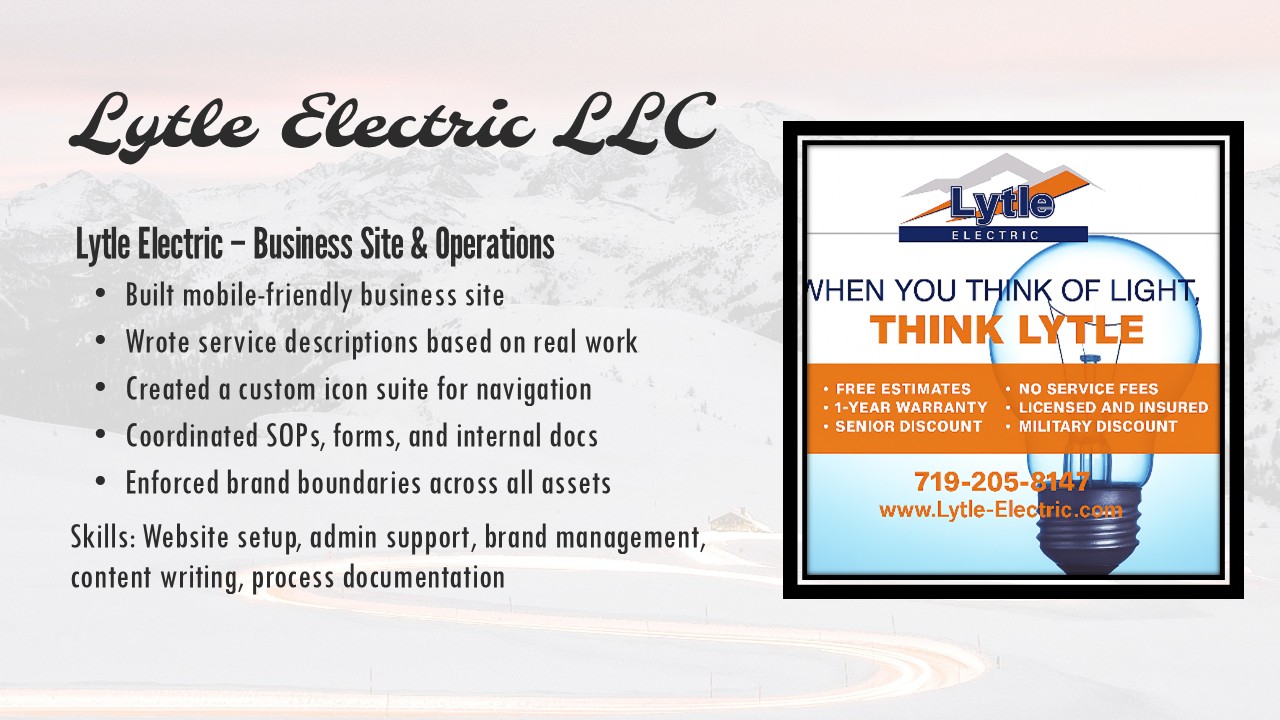 Lytle Electric LLC
Lytle Electric – Business Site & Operations
• Built mobile-friendly business site
• Wrote service descriptions based on real work
• Created a custom icon suite for navigation
• Coordinated SOPs, forms, and internal docs
• Enforced brand boundaries across all assets
Skills: Website setup, admin support, brand management,
content writing, process documentation
Lytle
ELECTRIC
WHEN YOU THINK OF LIGHT,
THINK LYTLE
• FREE ESTIMATES
• 1-YEAR WARRANTY
• SENIOR DISCOUNT
• NO SERVICE FEES
• LICENSED AND INSURED
• MILITARY DISCOUNT
719-205-8147
www.Lytle-Electric.com